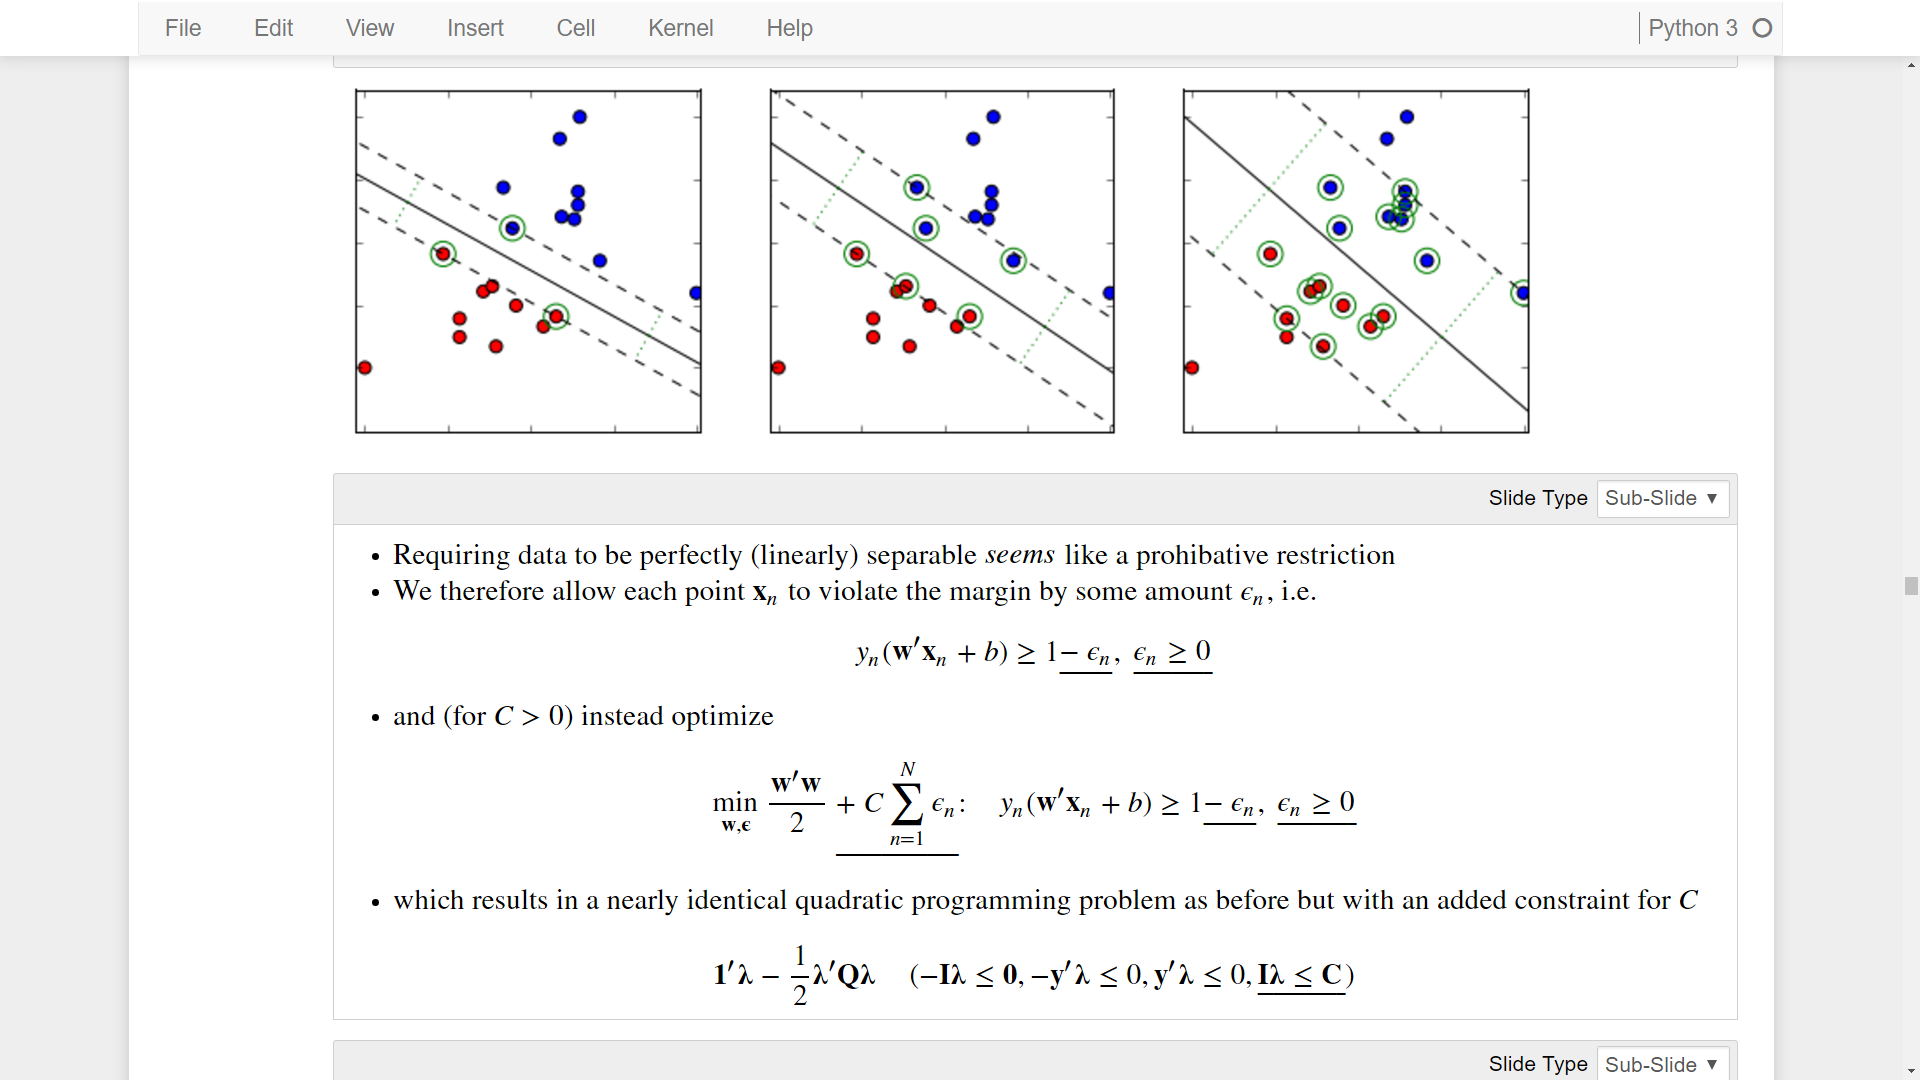 File Edit View Insert Cell Kernel Help Python 3
Slide Type Sub-Slide ▼
• Requiring data to be perfectly (linearly) separable seems like a prohibative restriction
• We therefore allow each point xₙ to violate the margin by some amount ϵₙ, i.e.
yₙ(w′xₙ + b) ≥ 1 − ϵₙ, ϵₙ ≥ 0
• and (for C > 0) instead optimize
min_{w,ϵ} w′w/2 + C ∑_{n=1}^{N} ϵₙ: yₙ(w′xₙ + b) ≥ 1 − ϵₙ, ϵₙ ≥ 0
• which results in a nearly identical quadratic programming problem as before but with an added constraint for C
1′λ − 1/2 λ′Qλ (−Iλ ≤ 0, −y′λ ≤ 0, y′λ ≤ 0, Iλ ≤ C)
Slide Type Sub-Slide ▼